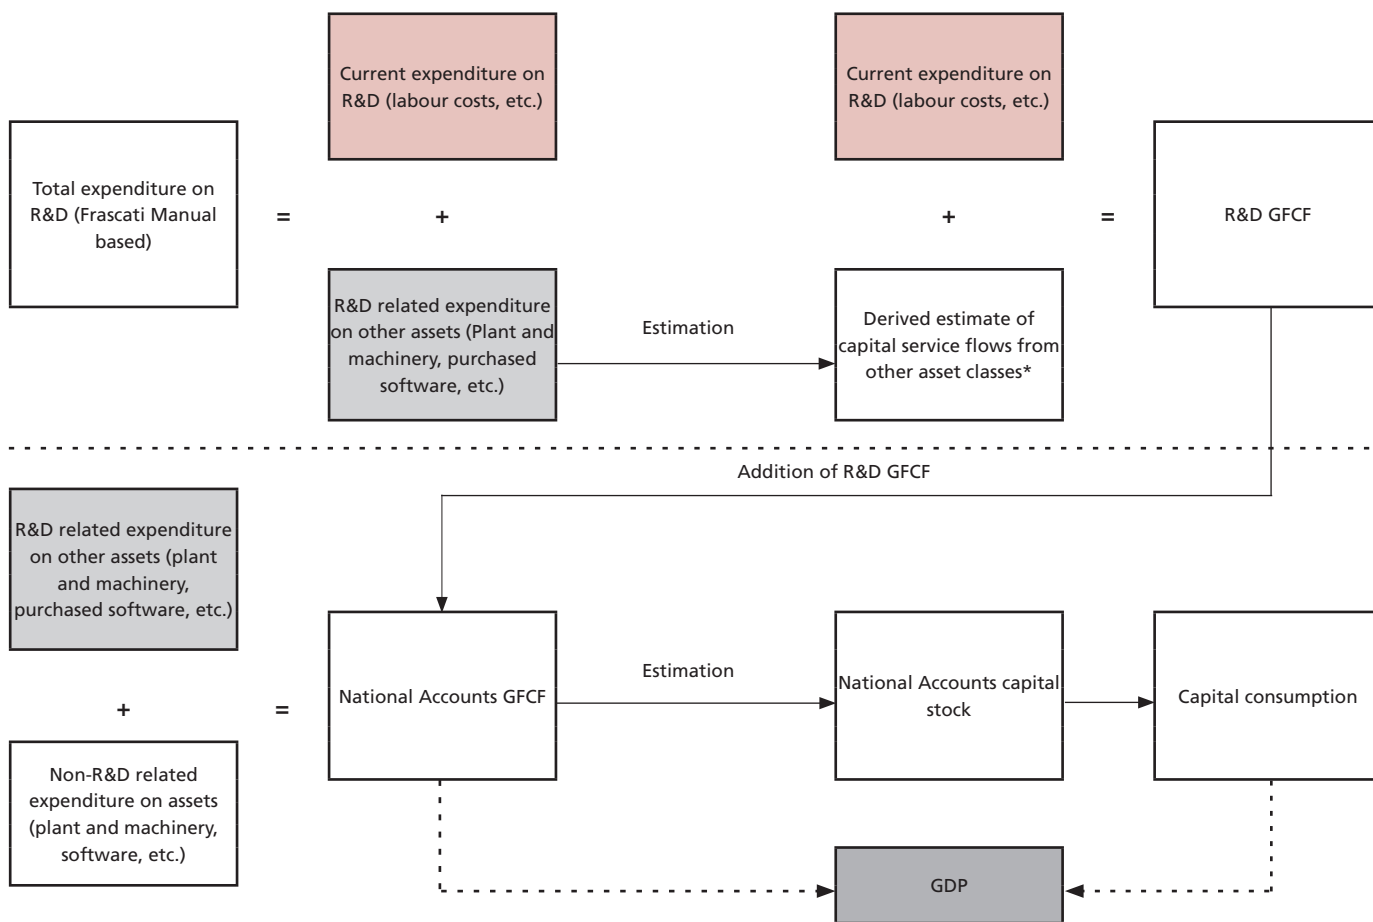 Current expenditure on
R&D (labour costs, etc.)
Current expenditure on
R&D (labour costs, etc.)
Total expenditure on
R&D (Frascati Manual
based)
=
+
+
=
R&D GFCF
R&D related expenditure
on other assets (Plant and
machinery, purchased
software, etc.)
Estimation
Derived estimate of
capital service flows from
other asset classes*
Addition of R&D GFCF
R&D related expenditure
on other assets (plant
and machinery,
purchased software, etc.)
+
=
National Accounts GFCF
Estimation
National Accounts capital
stock
Capital consumption
Non-R&D related
expenditure on assets
(plant and machinery,
software, etc.)
GDP